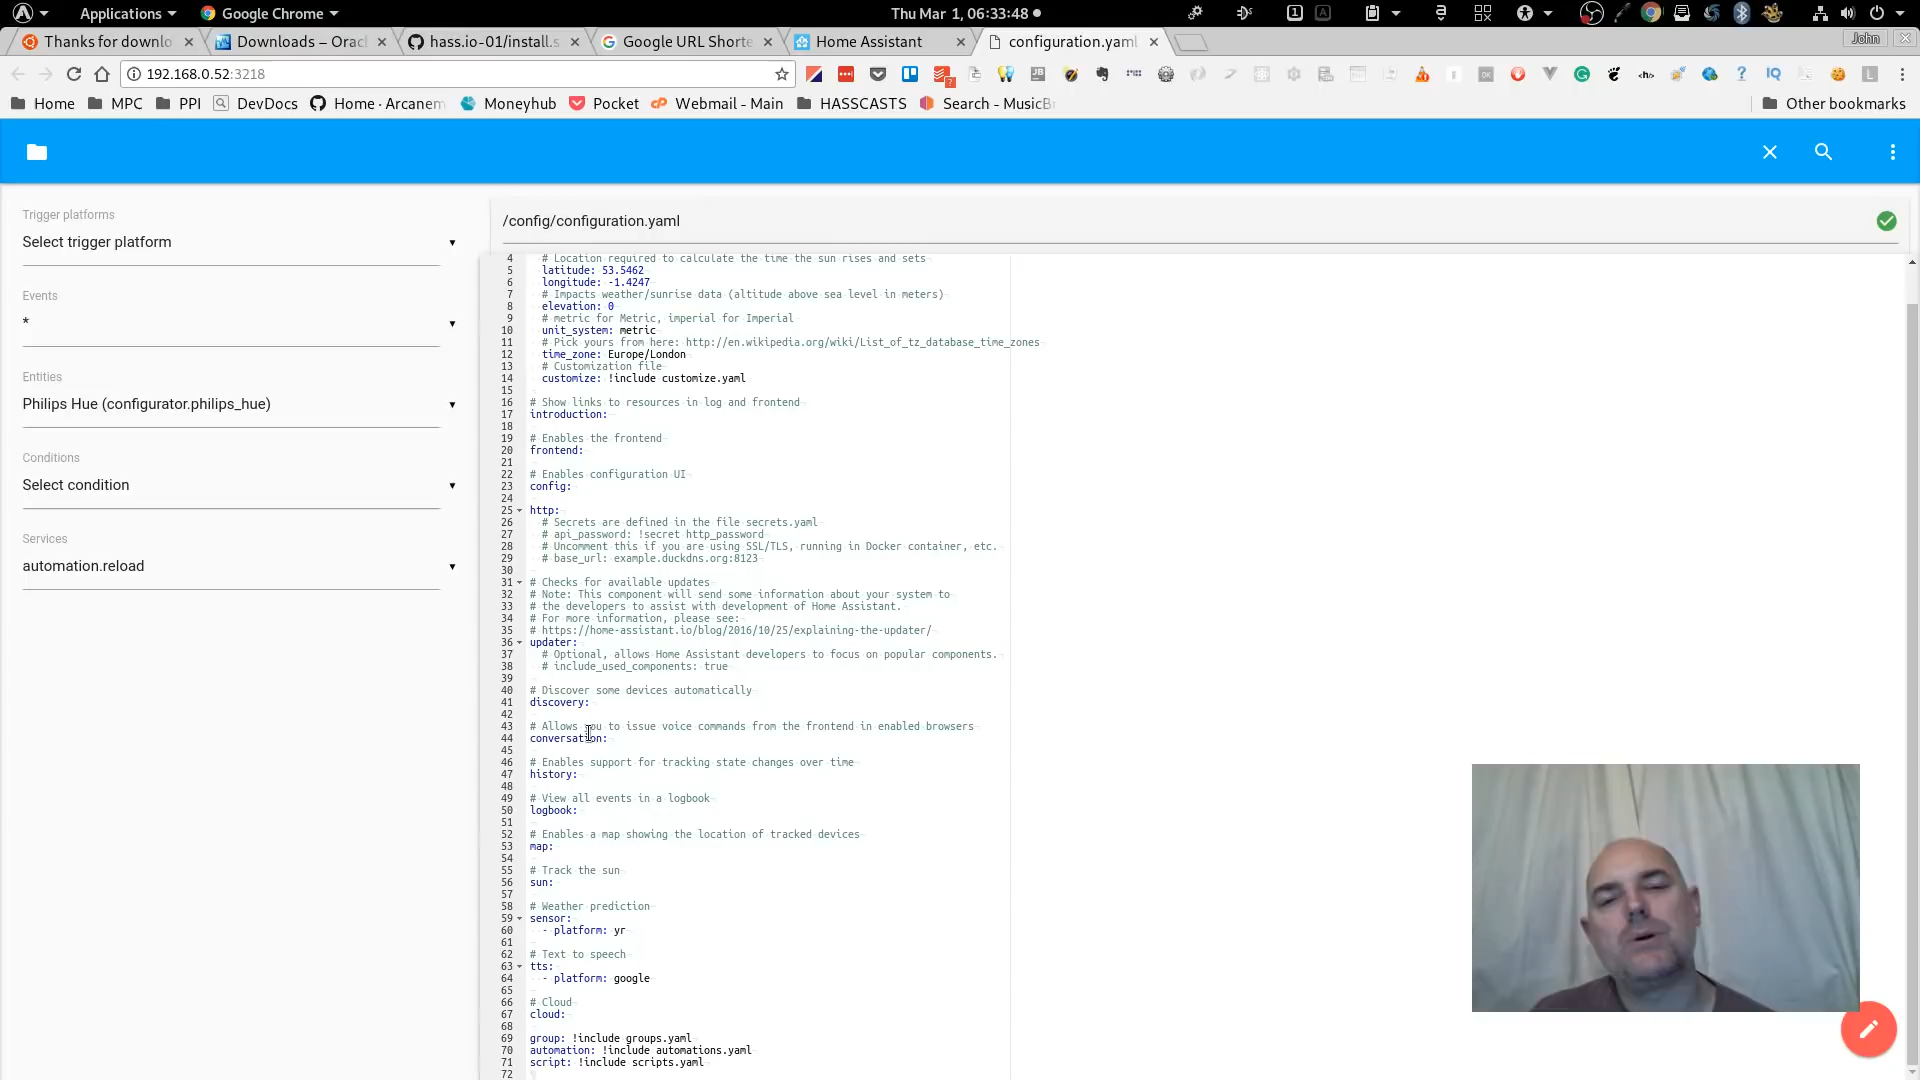 Applications
Google Chrome
Thu Mar 1, 06:33:48
1
A
Thanks for downlo
Downloads – Orac
hass.io-01/install.s
Google URL Shorte
Home Assistant
configuration.yaml
John
192.168.0.52:3218
Home
MPC
PPI
DevDocs
Home · Arcanem
Moneyhub
Pocket
Webmail - Main
HASSCASTS
Search - MusicBr
Other bookmarks
Trigger platforms
Select trigger platform
Events
*
Entities
Philips Hue (configurator.philips_hue)
Conditions
Select condition
Services
automation.reload
/config/configuration.yaml
4 # Location required to calculate the time the sun rises and sets
5 latitude: 53.5462
6 longitude: -1.4247
7 # Impacts weather/sunrise data (altitude above sea level in meters)
8 elevation: 0
9 # metric for Metric, imperial for Imperial
10 unit_system: metric
11 # Pick yours from here: http://en.wikipedia.org/wiki/List_of_tz_database_time_zones
12 time_zone: Europe/London
13 # Customization file
14 customize: !include customize.yaml
15
16 # Show links to resources in log and frontend
17 introduction:
18
19 # Enables the frontend
20 frontend:
21
22 # Enables configuration UI
23 config:
24
25 http:
26 # Secrets are defined in the file secrets.yaml
27 # api_password: !secret http_password
28 # Uncomment this if you are using SSL/TLS, running in Docker container, etc.
29 # base_url: example.duckdns.org:8123
30
31 # Checks for available updates
32 # Note: This component will send some information about your system to
33 # the developers to assist with development of Home Assistant.
34 # For more information, please see:
35 # https://home-assistant.io/blog/2016/10/25/explaining-the-updater/
36 updater:
37 # Optional, allows Home Assistant developers to focus on popular components.
38 # include_used_components: true
39
40 # Discover some devices automatically
41 discovery:
42
43 # Allows you to issue voice commands from the frontend in enabled browsers
44 conversation:
45
46 # Enables support for tracking state changes over time
47 history:
48
49 # View all events in a logbook
50 logbook:
51
52 # Enables a map showing the location of tracked devices
53 map:
54
55 # Track the sun
56 sun:
57
58 # Weather prediction
59 sensor:
60 - platform: yr
61
62 # Text to speech
63 tts:
64 - platform: google
65
66 # Cloud
67 cloud:
68
69 group: !include groups.yaml
70 automation: !include automations.yaml
71 script: !include scripts.yaml
72